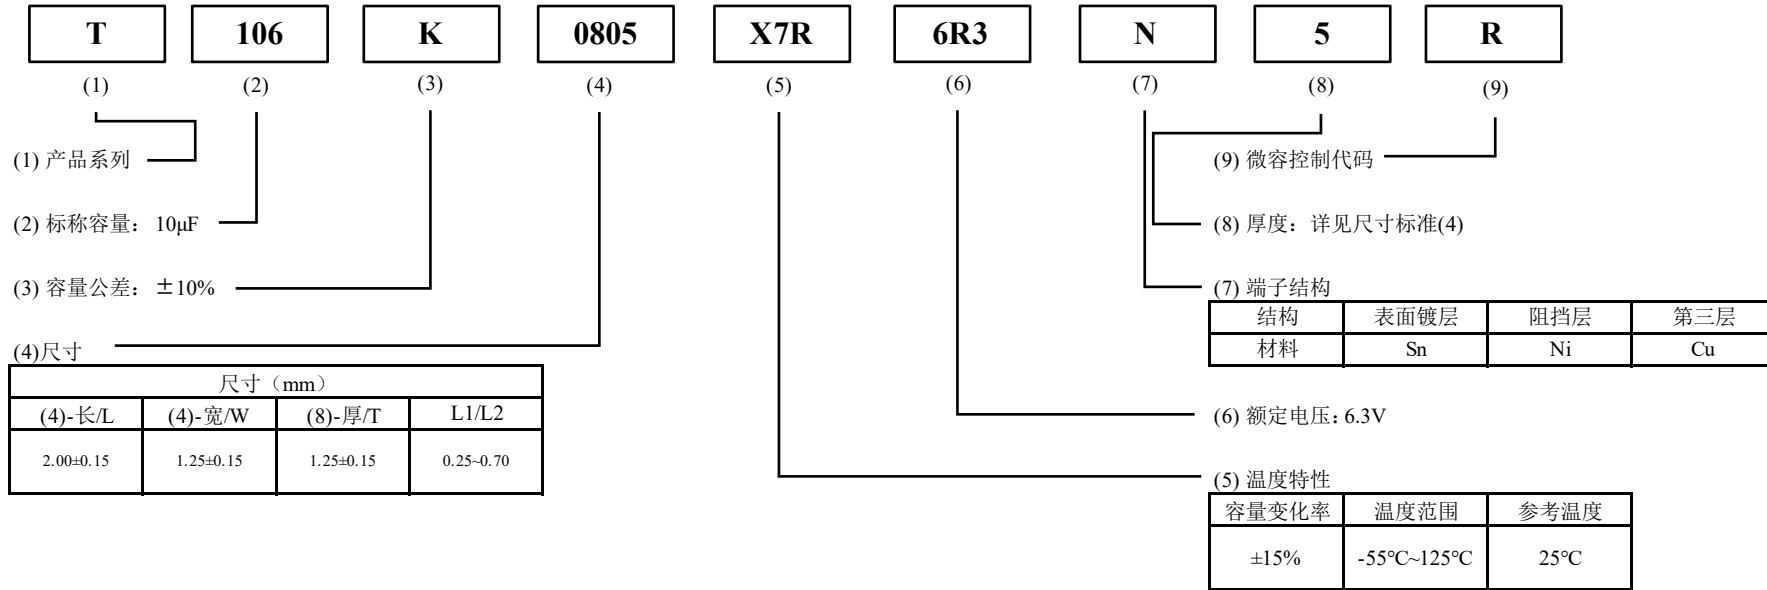 T 106 K 0805 X7R 6R3 N 5 R
(1) (2) (3) (4) (5) (6) (7) (8) (9)
(1) 产品系列
(2) 标称容量： 10μF
(3) 容量公差： ±10%
(4)尺寸
尺寸（mm）
(4)-长/L (4)-宽/W (8)-厚/T L1/L2
2.00±0.15 1.25±0.15 1.25±0.15 0.25~0.70
(9) 微容控制代码
(8) 厚度：详见尺寸标准(4)
(7) 端子结构
结构 表面镀层 阻挡层 第三层
材料 Sn Ni Cu
(6) 额定电压：6.3V
(5) 温度特性
容量变化率 温度范围 参考温度
±15% -55℃~125℃ 25℃